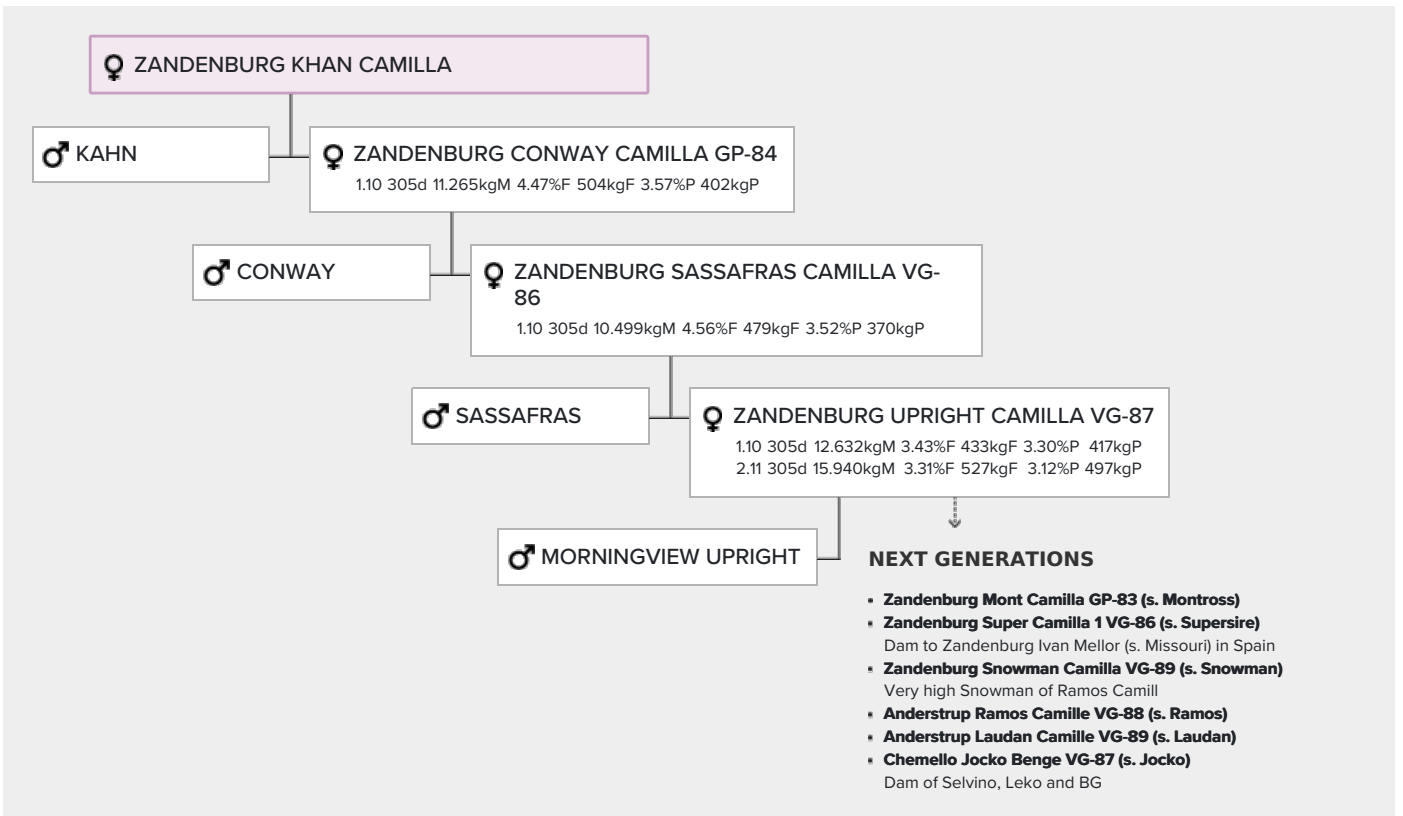 ZANDENBURG KHAN CAMILLA
KAHN
ZANDENBURG CONWAY CAMILLA GP-84
1.10 305d 11.265kgM 4.47%F 504kgF 3.57%P 402kgP
CONWAY
ZANDENBURG SASSAFRAS CAMILLA VG-
86
1.10 305d 10.499kgM 4.56%F 479kgF 3.52%P 370kgP
SASSAFRAS
ZANDENBURG UPRIGHT CAMILLA VG-87
1.10 305d 12.632kgM 3.43%F 433kgF 3.30%P 417kgP
2.11 305d 15.940kgM 3.31%F 527kgF 3.12%P 497kgP
MORNINGVIEW UPRIGHT
NEXT GENERATIONS
Zandenburg Mont Camilla GP-83 (s. Montross)
Zandenburg Super Camilla 1 VG-86 (s. Supersire)
Dam to Zandenburg Ivan Mellor (s. Missouri) in Spain
Zandenburg Snowman Camilla VG-89 (s. Snowman)
Very high Snowman of Ramos Camill
Anderstrup Ramos Camille VG-88 (s. Ramos)
Anderstrup Laudan Camille VG-89 (s. Laudan)
Chemello Jocko Benge VG-87 (s. Jocko)
Dam of Selvino, Leko and BG